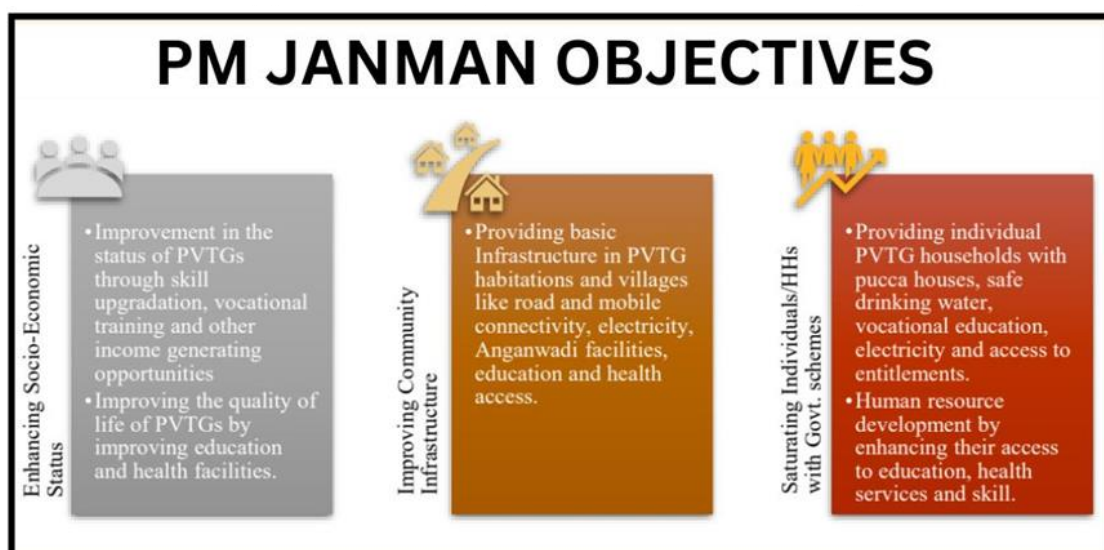 PM JANMAN OBJECTIVES
Enhancing Socio-Economic
Status
•Improvement in the
status of PVTGs
through skill
upgradation, vocational
training and other
income generating
opportunities
•Improving the quality of
life of PVTGs by
improving education
and health facilities.
Improving Community
Infrastructure
•Providing basic
Infrastructure in PVTG
habitations and villages
like road and mobile
connectivity, electricity,
Anganwadi facilities,
education and health
access.
Saturating Individuals/HHs
with Govt. schemes
•Providing individual
PVTG households with
pucca houses, safe
drinking water,
vocational education,
electricity and access to
entitlements.
•Human resource
development by
enhancing their access
to education, health
services and skill.